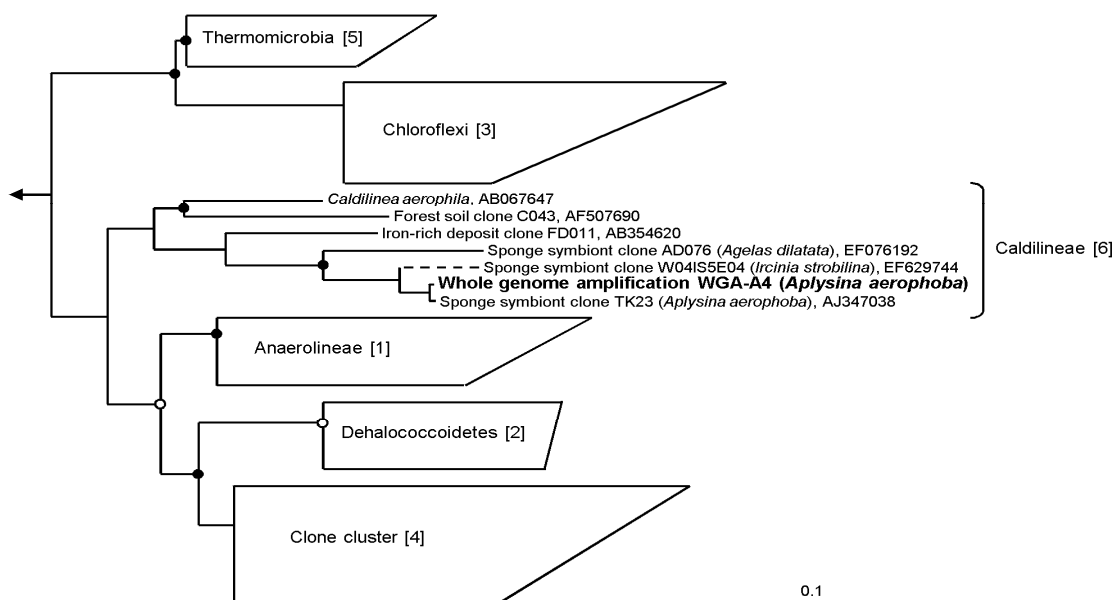 Thermomicrobia [5]
Chloroflexi [3]
Caldilinea aerophila, AB067647
Forest soil clone C043, AF507690
Iron-rich deposit clone FD011, AB354620
Sponge symbiont clone AD076 (Agelas dilatata), EF076192
Caldilineae [6]
Sponge symbiont clone W04IS5E04 (Ircinia strobilina), EF629744
Whole genome amplification WGA-A4 (Aplysina aerophoba)
Sponge symbiont clone TK23 (Aplysina aerophoba), AJ347038
Anaerolineae [1]
Dehalococcoidetes [2]
Clone cluster [4]
0.1